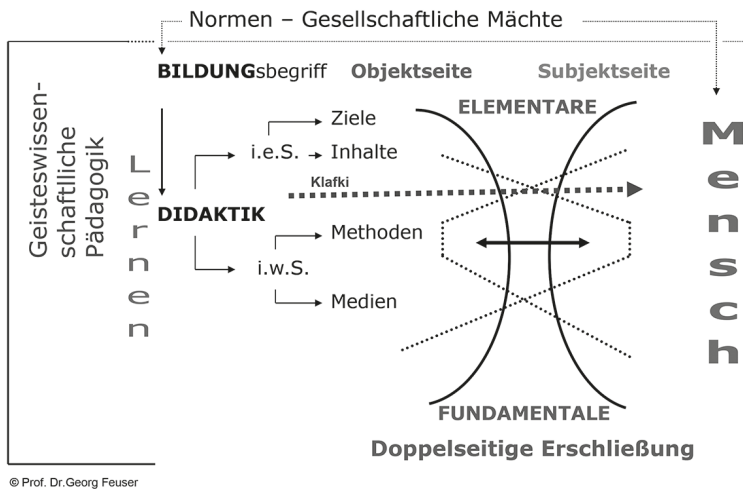 Normen – Gesellschaftliche Mächte
BILDUNGsbegriff Objektseite Subjektseite
Geisteswissen-
schaftlliche
Pädagogik
Lernen
DIDAKTIK
i.e.S.
Ziele
Inhalte
i.w.S.
Methoden
Medien
Klafki
ELEMENTARE
FUNDAMENTALE
Doppelseitige Erschließung
Mensch
© Prof. Dr.Georg Feuser